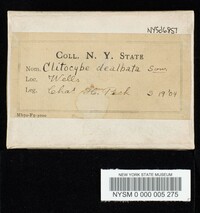 NYSd6857
COLL. N. Y. STATE
Nom. Clitocybe dealbata Sow
Loc. Wells
Leg. Chas. H. Peck
NEW YORK STATE MUSEUM
NYSM 0 000 005 275